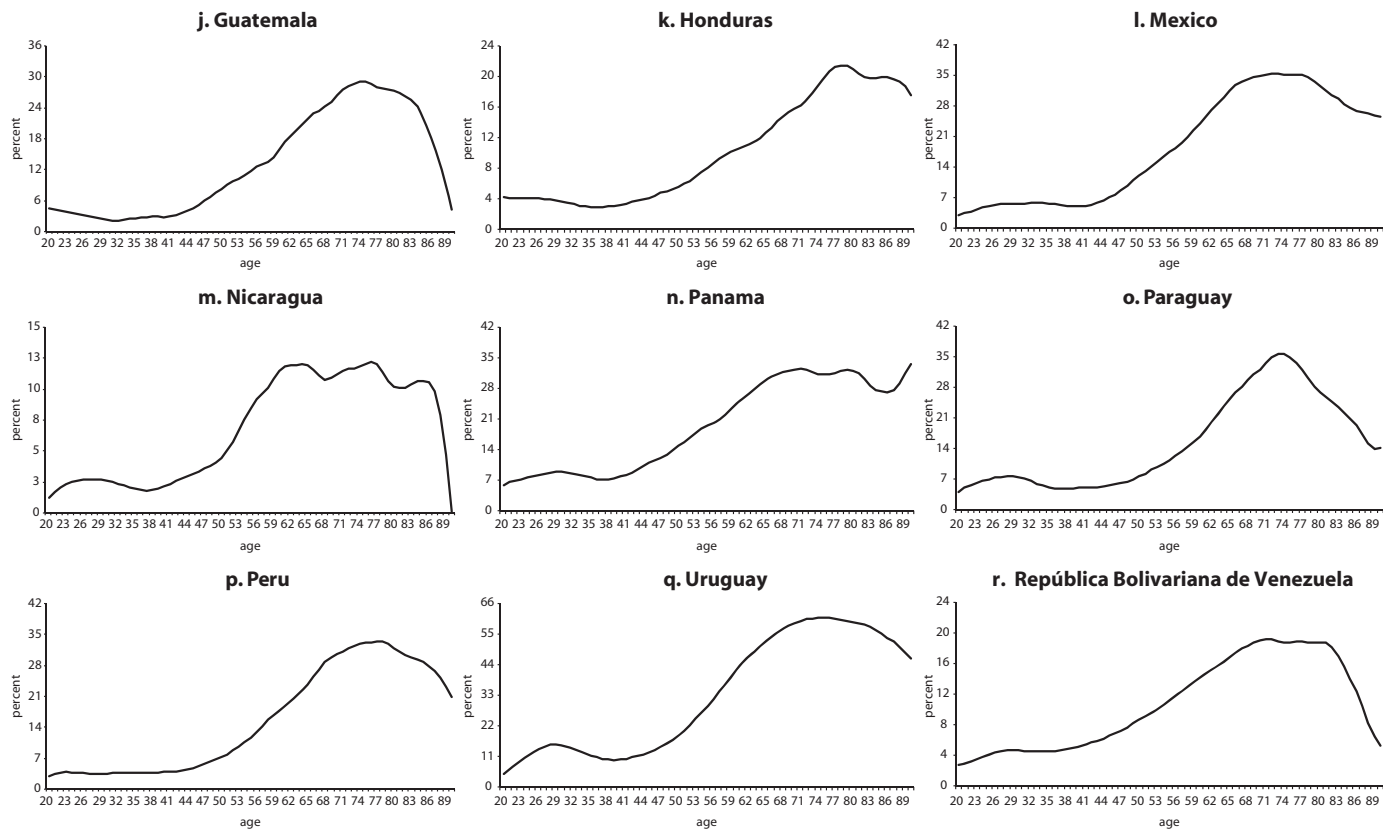 j. Guatemala
36
30
24
18
12
6
0
percent
20 23 26 29 32 35 38 41 44 47 50 53 56 59 62 65 68 71 74 77 80 83 86 89
age
k. Honduras
24
20
16
12
8
4
0
percent
20 23 26 29 32 35 38 41 44 47 50 53 56 59 62 65 68 71 74 77 80 83 86 89
age
l. Mexico
42
35
28
21
14
7
0
percent
20 23 26 29 32 35 38 41 44 47 50 53 56 59 62 65 68 71 74 77 80 83 86 89
age
m. Nicaragua
15
13
10
8
5
3
0
percent
20 23 26 29 32 35 38 41 44 47 50 53 56 59 62 65 68 71 74 77 80 83 86 89
age
n. Panama
42
35
28
21
14
7
0
percent
20 23 26 29 32 35 38 41 44 47 50 53 56 59 62 65 68 71 74 77 80 83 86 89
age
o. Paraguay
42
35
28
21
14
7
0
percent
20 23 26 29 32 35 38 41 44 47 50 53 56 59 62 65 68 71 74 77 80 83 86 89
age
p. Peru
42
35
28
21
14
7
0
percent
20 23 26 29 32 35 38 41 44 47 50 53 56 59 62 65 68 71 74 77 80 83 86 89
age
q. Uruguay
66
55
44
33
22
11
0
percent
20 23 26 29 32 35 38 41 44 47 50 53 56 59 62 65 68 71 74 77 80 83 86 89
age
r. República Bolivariana de Venezuela
24
20
16
12
8
4
0
percent
20 23 26 29 32 35 38 41 44 47 50 53 56 59 62 65 68 71 74 77 80 83 86 89
age